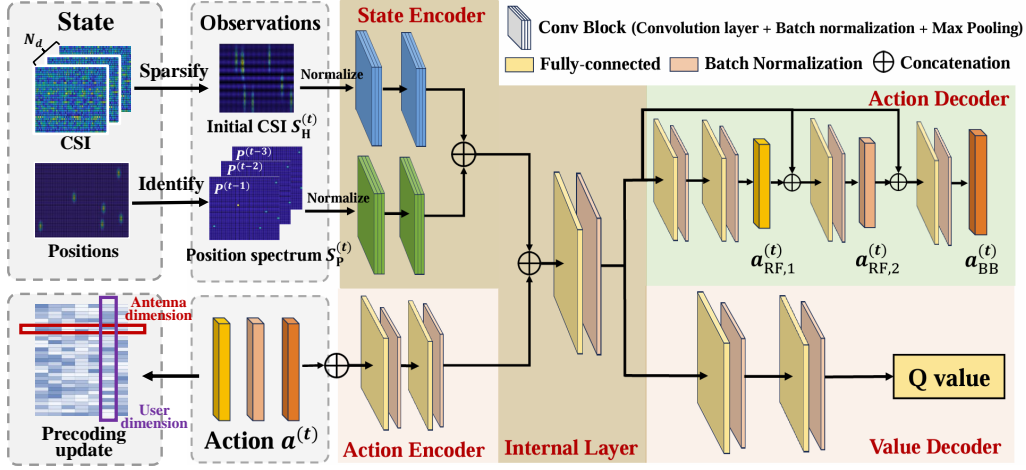 State
N_d
CSI
Positions
Sparsify
Identify
Observations
Initial CSI S_H^(t)
P^(t−3)
P^(t−2)
P^(t−1)
Position spectrum S_P^(t)
Normalize
Normalize
State Encoder
Conv Block (Convolution layer + Batch normalization + Max Pooling)
Fully-connected
Batch Normalization
Concatenation
Action Decoder
a_RF,1^(t)
a_RF,2^(t)
a_BB^(t)
Antenna
dimension
User
dimension
Precoding
update
Action a^(t)
Action Encoder
Internal Layer
Q value
Value Decoder